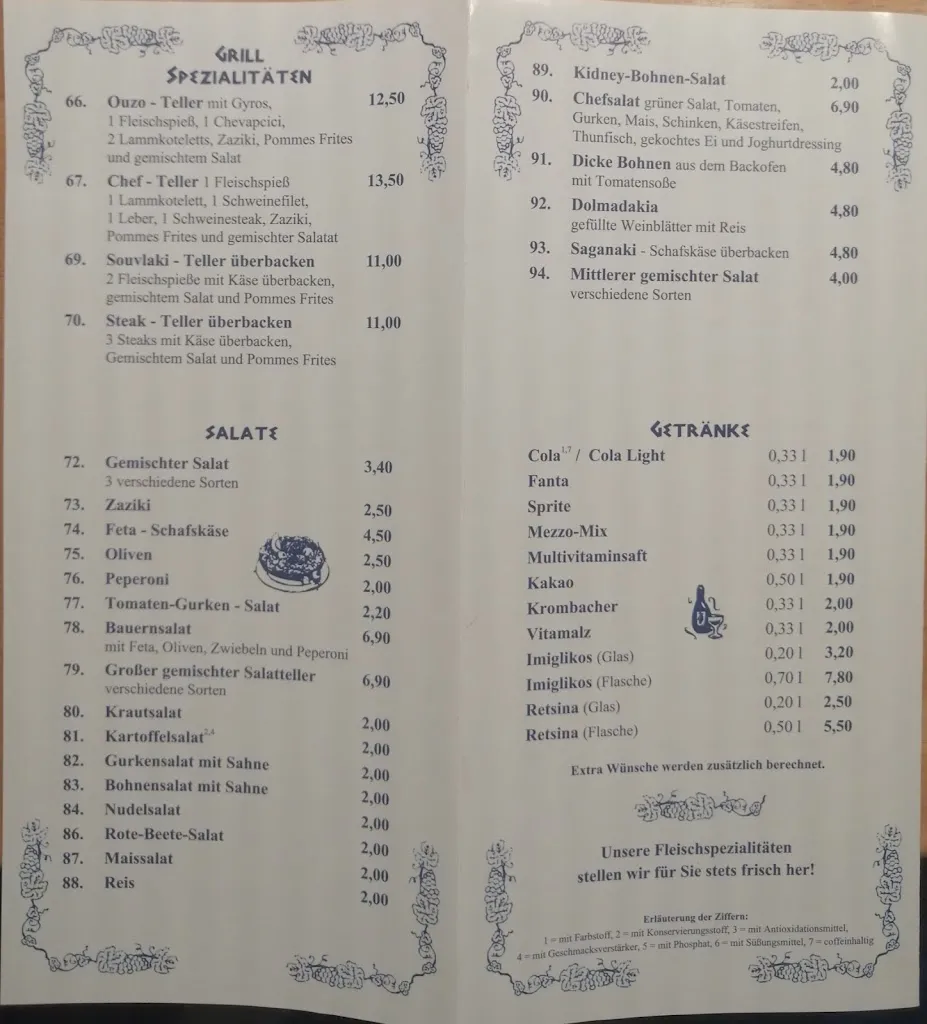 GRILL
SPEZIALITÄTEN
66. Ouzo - Teller mit Gyros, 12,50
1 Fleischspieß, 1 Chevapcici,
2 Lammkoteletts, Zaziki, Pommes Frites
und gemischtem Salat
67. Chef - Teller 1 Fleischspieß 13,50
1 Lammkotelett, 1 Schweinefilet,
1 Leber, 1 Schweinesteak, Zaziki,
Pommes Frites und gemischter Salatat
69. Souvlaki - Teller überbacken 11,00
2 Fleischspieße mit Käse überbacken,
gemischtem Salat und Pommes Frites
70. Steak - Teller überbacken 11,00
3 Steaks mit Käse überbacken,
Gemischtem Salat und Pommes Frites
SALATE
72. Gemischter Salat 3,40
3 verschiedene Sorten
73. Zaziki 2,50
74. Feta - Schafskäse 4,50
75. Oliven 2,50
76. Peperoni 2,00
77. Tomaten-Gurken - Salat 2,20
78. Bauernsalat 6,90
mit Feta, Oliven, Zwiebeln und Peperoni
79. Großer gemischter Salatteller 6,90
verschiedene Sorten
80. Krautsalat 2,00
81. Kartoffelsalat2,4 2,00
82. Gurkensalat mit Sahne 2,00
83. Bohnensalat mit Sahne 2,00
84. Nudelsalat 2,00
86. Rote-Beete-Salat 2,00
87. Maissalat 2,00
88. Reis 2,00
89. Kidney-Bohnen-Salat 2,00
90. Chefsalat grüner Salat, Tomaten, 6,90
Gurken, Mais, Schinken, Käsestreifen,
Thunfisch, gekochtes Ei und Joghurtdressing
91. Dicke Bohnen aus dem Backofen 4,80
mit Tomatensoße
92. Dolmadakia 4,80
gefüllte Weinblätter mit Reis
93. Saganaki - Schafskäse überbacken 4,80
94. Mittlerer gemischter Salat 4,00
verschiedene Sorten
GETRÄNKE
Cola1,7 / Cola Light 0,33 l 1,90
Fanta 0,33 l 1,90
Sprite 0,33 l 1,90
Mezzo-Mix 0,33 l 1,90
Multivitaminsaft 0,33 l 1,90
Kakao 0,50 l 1,90
Krombacher 0,33 l 2,00
Vitamalz 0,33 l 2,00
Imiglikos (Glas) 0,20 l 3,20
Imiglikos (Flasche) 0,70 l 7,80
Retsina (Glas) 0,20 l 2,50
Retsina (Flasche) 0,50 l 5,50
Extra Wünsche werden zusätzlich berechnet.
Unsere Fleischspezialitäten
stellen wir für Sie stets frisch her!
Erläuterung der Ziffern:
1 = mit Farbstoff, 2 = mit Konservierungsstoff, 3 = mit Antioxidationsmittel,
4 = mit Geschmacksverstärker, 5 = mit Phosphat, 6 = mit Süßungsmittel, 7 = coffeinhaltig